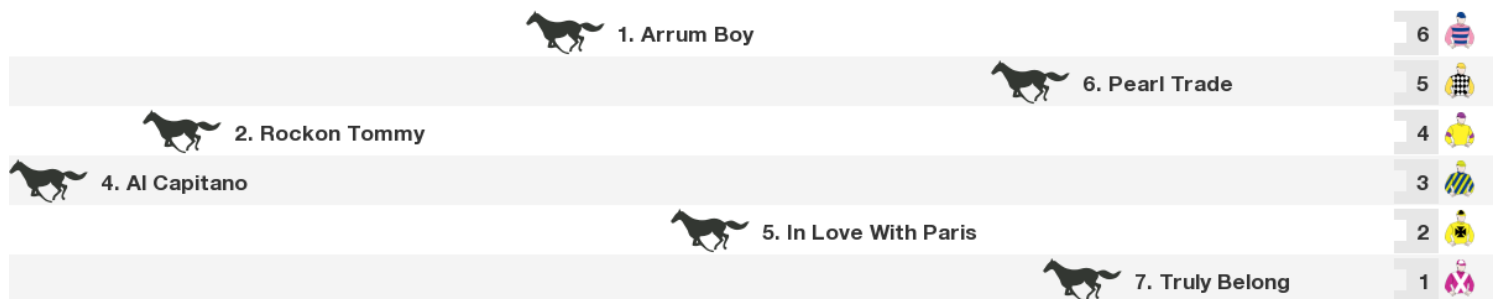 1. Arrum Boy 6
6. Pearl Trade 5
2. Rockon Tommy 4
4. Al Capitano 3
5. In Love With Paris 2
7. Truly Belong 1